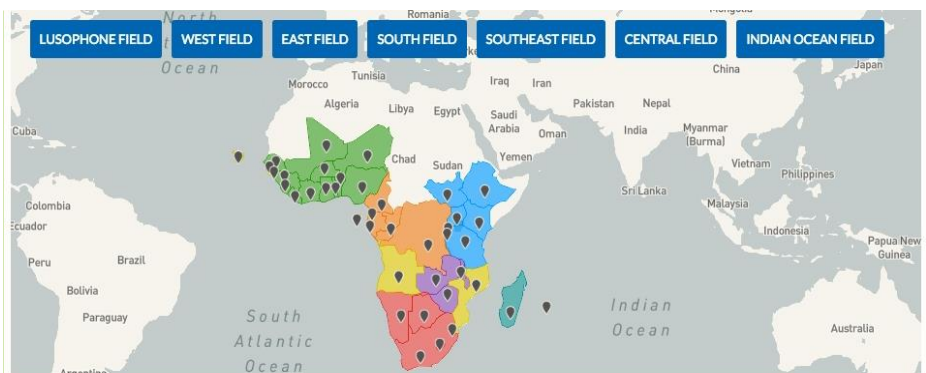 North
Romania
Mongolia
LUSOPHONE FIELD
WEST FIELD
EAST FIELD
SOUTH FIELD
SOUTHEAST FIELD
CENTRAL FIELD
INDIAN OCEAN FIELD
Ocean
Tunisia
Morocco
Iraq
Iran
China
Japan
Algeria
Libya
Egypt
Saudi
Arabia
Pakistan
Nepal
Cuba
Oman
India
Myanmar
(Burma)
Chad
Sudan
Yemen
Vietnam
Philippines
Colombia
Sri Lanka
Malaysia
Ecuador
Indonesia
Papua New
Guinea
Peru
Brazil
Bolivia
Paraguay
South
Atlantic
Ocean
Indian
Ocean
Australia
Argentina